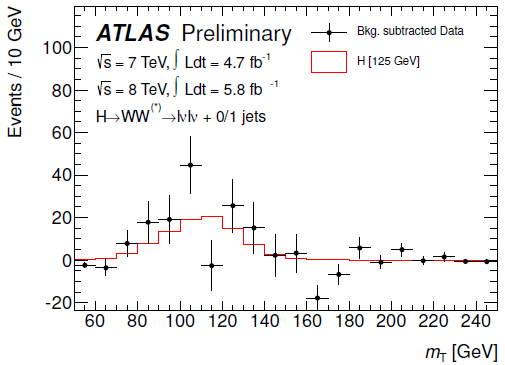 ATLAS Preliminary
Bkg. subtracted Data
√s = 7 TeV, ∫ Ldt = 4.7 fb⁻¹
H [125 GeV]
√s = 8 TeV, ∫ Ldt = 5.8 fb ⁻¹
H→WW⁽*⁾→lνlν + 0/1 jets
Events / 10 GeV
100
80
60
40
20
0
-20
60 80 100 120 140 160 180 200 220 240
m_T [GeV]